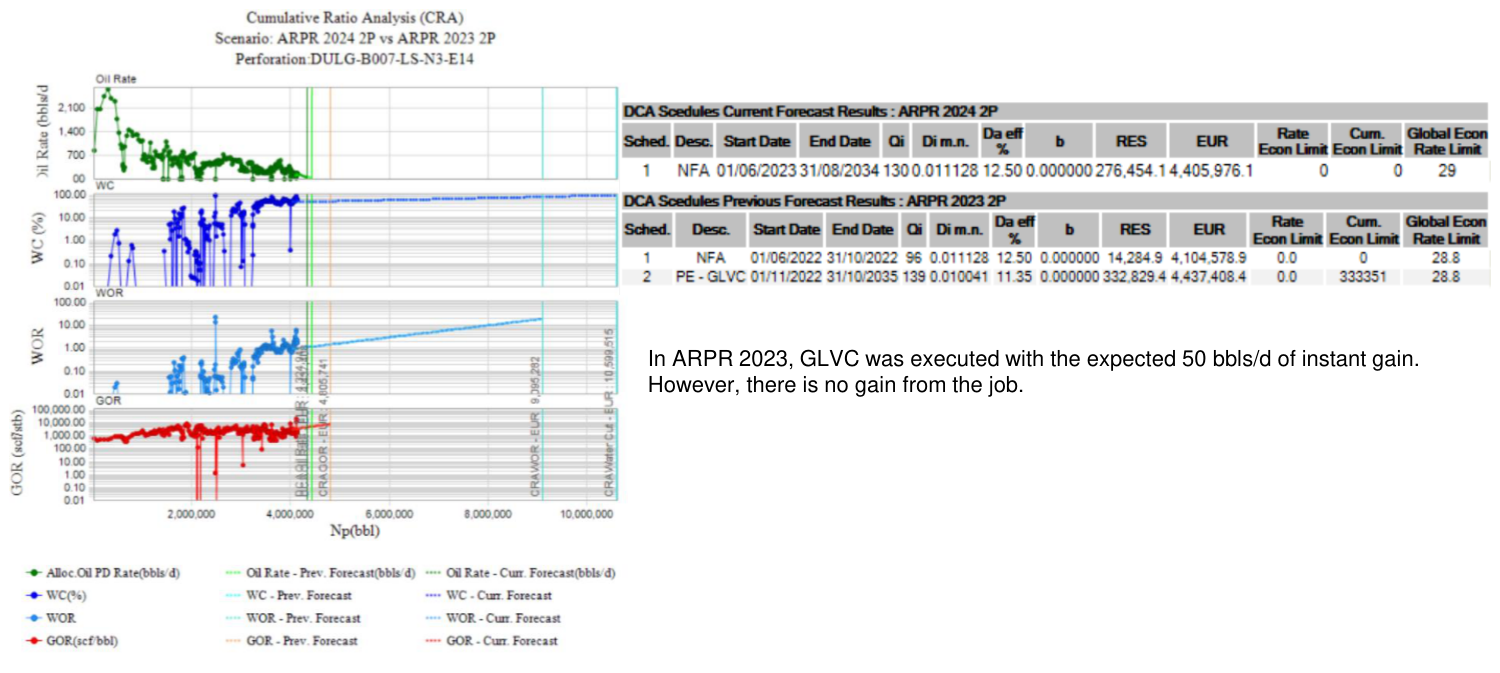 Cumulative Ratio Analysis (CRA)
Scenario: ARPR 2024 2P vs ARPR 2023 2P
Perforation:DULG-B007-LS-N3-E14
Oil Rate
Oil Rate (bbls/d
2,100
1,400
700
00
WC
WC (%)
100.00
10.00
1.00
0.10
0.01
WOR
WOR
100.00
10.00
1.00
0.10
0.01
GOR
GOR (scf/stb)
100,000.00
10,000.00
1,000.00
100.00
10.00
1.00
0.10
0.01
CRAGOR - EUR : 4,805,741
CRAWOR - EUR : 9,095,282
CRAWater Cut - EUR : 10,599,515
2,000,000 4,000,000 6,000,000 8,000,000 10,000,000
Np(bbl)
Alloc.Oil PD Rate(bbls/d) Oil Rate - Prev. Forecast(bbls/d) Oil Rate - Curr. Forecast(bbls/d)
WC(%) WC - Prev. Forecast WC - Curr. Forecast
WOR WOR - Prev. Forecast WOR - Curr. Forecast
GOR(scf/bbl) GOR - Prev. Forecast GOR - Curr. Forecast
DCA Scedules Current Forecast Results : ARPR 2024 2P
Sched. Desc. Start Date End Date Qi Di m.n. Da eff % b RES EUR Rate Econ Limit Cum. Econ Limit Global Econ Rate Limit
1 NFA 01/06/2023 31/08/2034 130 0.011128 12.50 0.000000 276,454.1 4,405,976.1 0 0 29
DCA Scedules Previous Forecast Results : ARPR 2023 2P
Sched. Desc. Start Date End Date Qi Di m.n. Da eff % b RES EUR Rate Econ Limit Cum. Econ Limit Global Econ Rate Limit
1 NFA 01/06/2022 31/10/2022 96 0.011128 12.50 0.000000 14,284.9 4,104,578.9 0.0 0 28.8
2 PE - GLVC 01/11/2022 31/10/2035 139 0.010041 11.35 0.000000 332,829.4 4,437,408.4 0.0 333351 28.8
In ARPR 2023, GLVC was executed with the expected 50 bbls/d of instant gain.
However, there is no gain from the job.